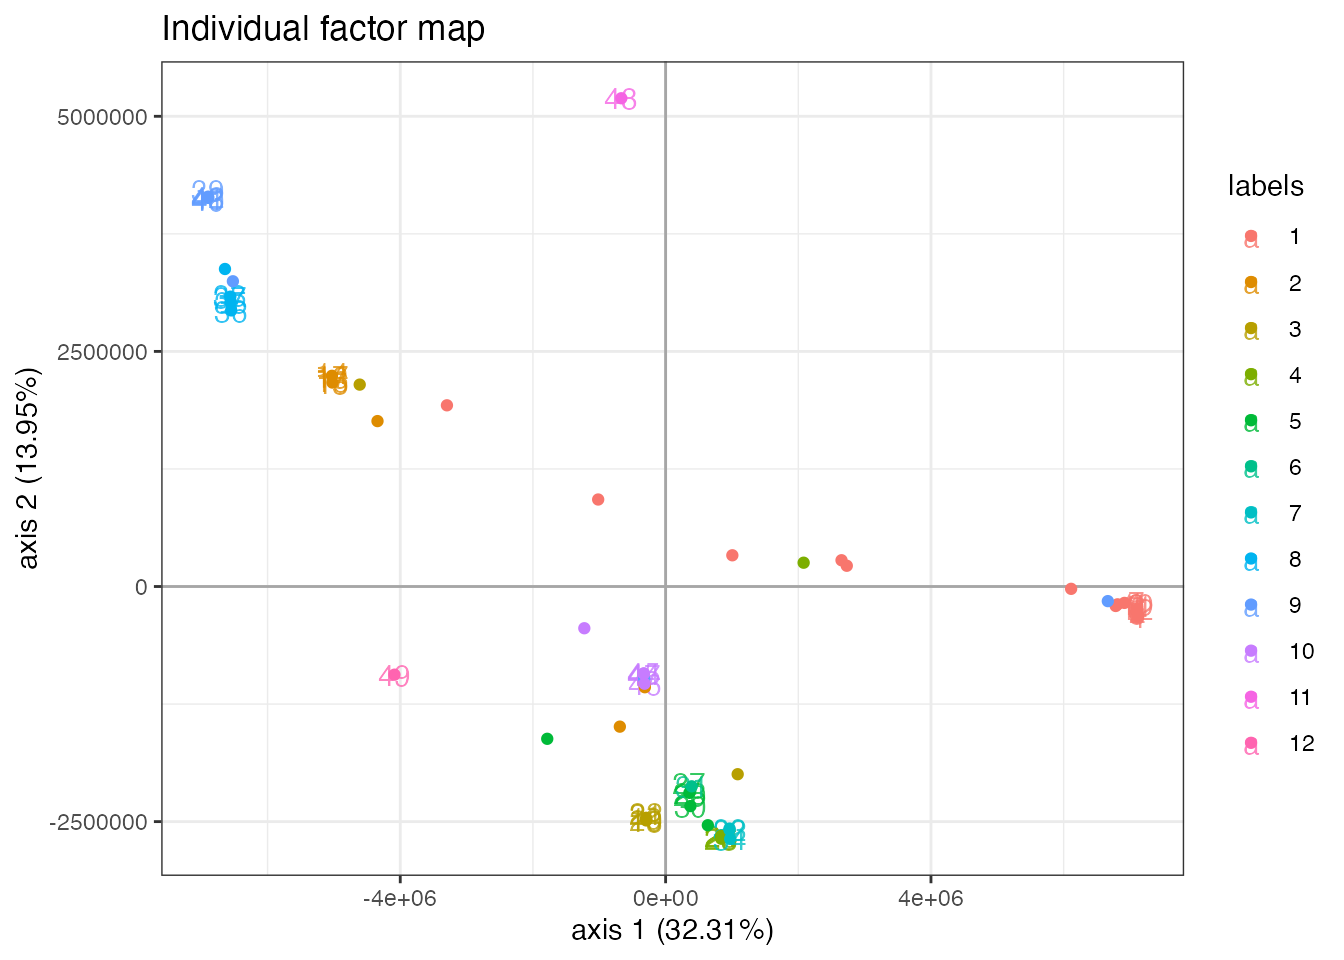 Individual factor map
5000000
2500000
0
-2500000
axis 2 (13.95%)
-4e+06
0e+00
4e+06
axis 1 (32.31%)
48
49
labels
a 1
a 2
a 3
a 4
a 5
a 6
a 7
a 8
a 9
a 10
a 11
a 12